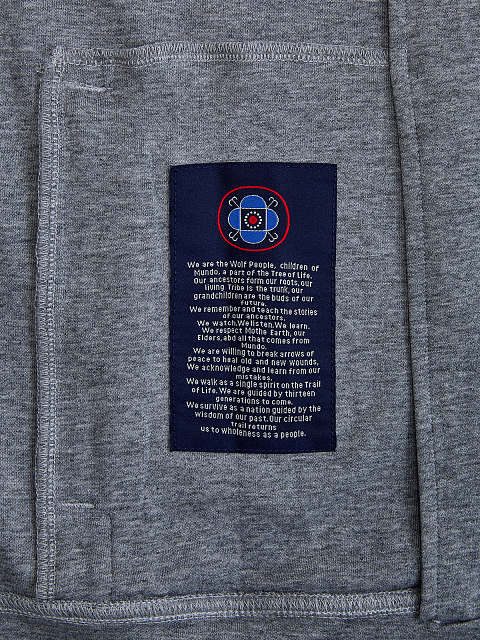 We are the Wolf People, children of
Mundo, a part of the Tree of Life.
Our ancestors form our roots, our
living Tribe is the trunk, our
grandchildren are the buds of our
future.
We remember and teach the stories
of our ancestors.
We watch.We listen.We learn.
We respect Mothe Earth, our
Elders, abd all that comes from
Mundo.
We are willing to break arrows of
peace to heal old and new wounds,
We acknowledge and learn from our
mistakes.
We walk as a single spirit on the Trail
of Life. We are guided by thirteen
generations to come.
We survive as a nation guided by the
wisdom of our past.Our circular
trail returns
us to wholeness as a people.